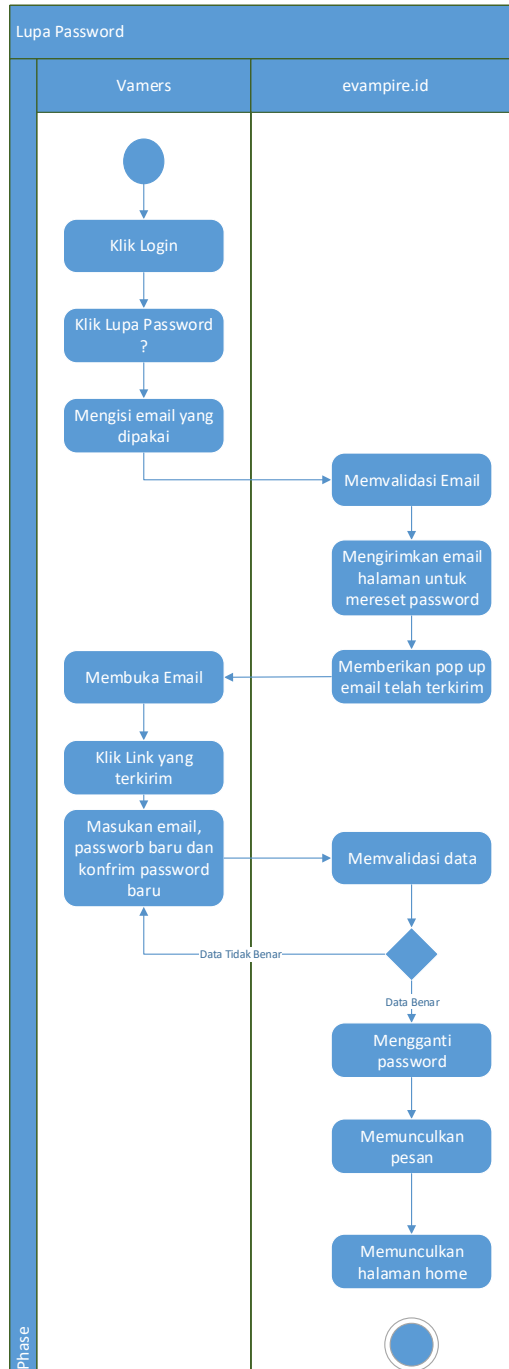 Lupa Password
Vamers
evampire.id
Klik Login
Klik Lupa Password
?
Mengisi email yang
dipakai
Memvalidasi Email
Mengirimkan email
halaman untuk
mereset password
Memberikan pop up
email telah terkirim
Membuka Email
Klik Link yang
terkirim
Masukan email,
passworb baru dan
konfrim password
baru
Memvalidasi data
Data Tidak Benar
Data Benar
Mengganti
password
Memunculkan
pesan
Memunculkan
halaman home
Phase